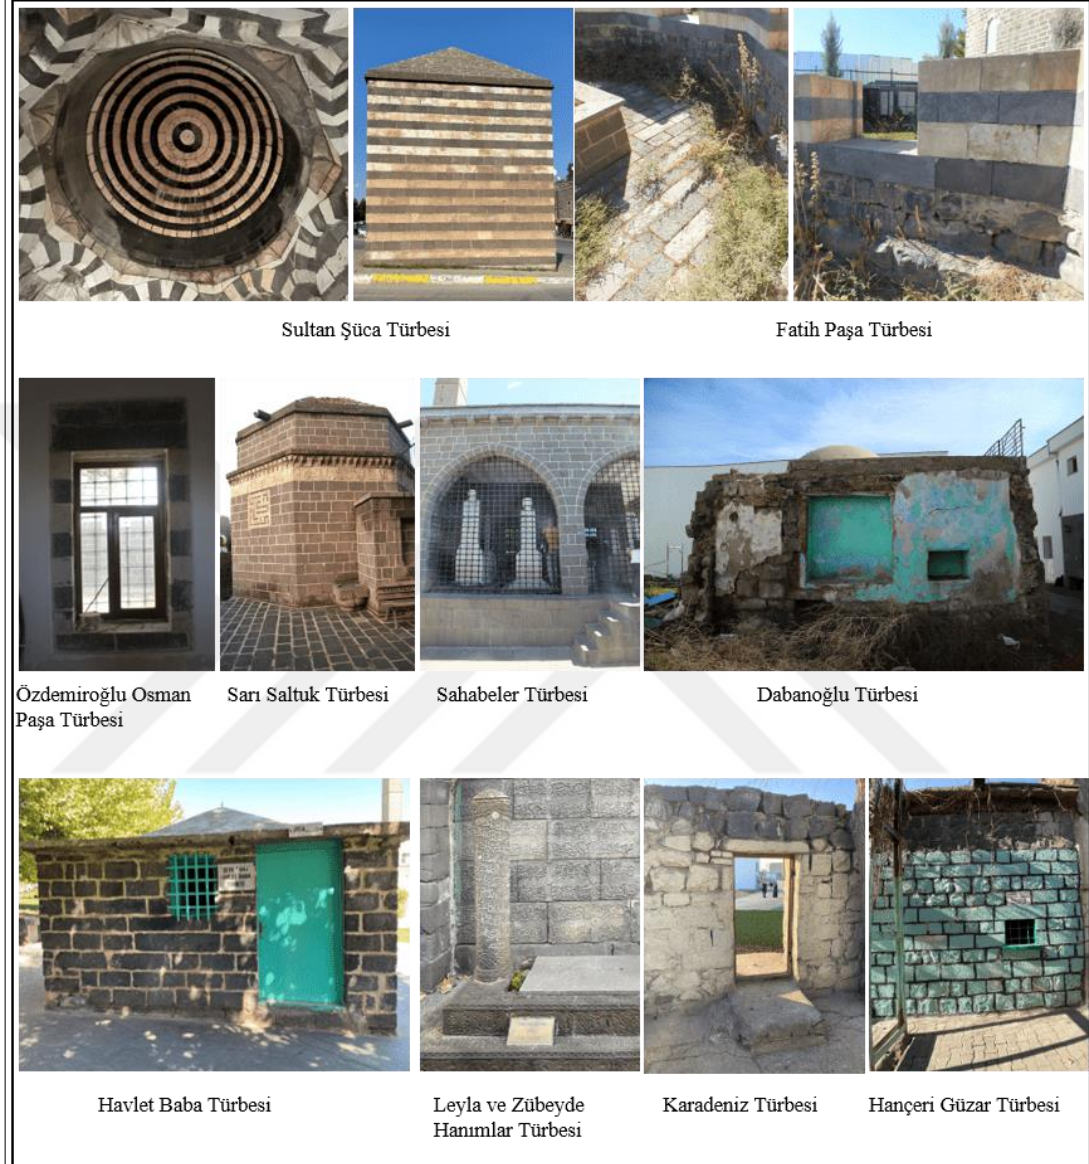 Sultan Şüca Türbesi
Fatih Paşa Türbesi
Özdemiroğlu Osman
Paşa Türbesi
Sarı Saltuk Türbesi
Sahabeler Türbesi
Dabanoğlu Türbesi
Havlet Baba Türbesi
Leyla ve Zübeyde
Hanımlar Türbesi
Karadeniz Türbesi
Hançeri Güzar Türbesi